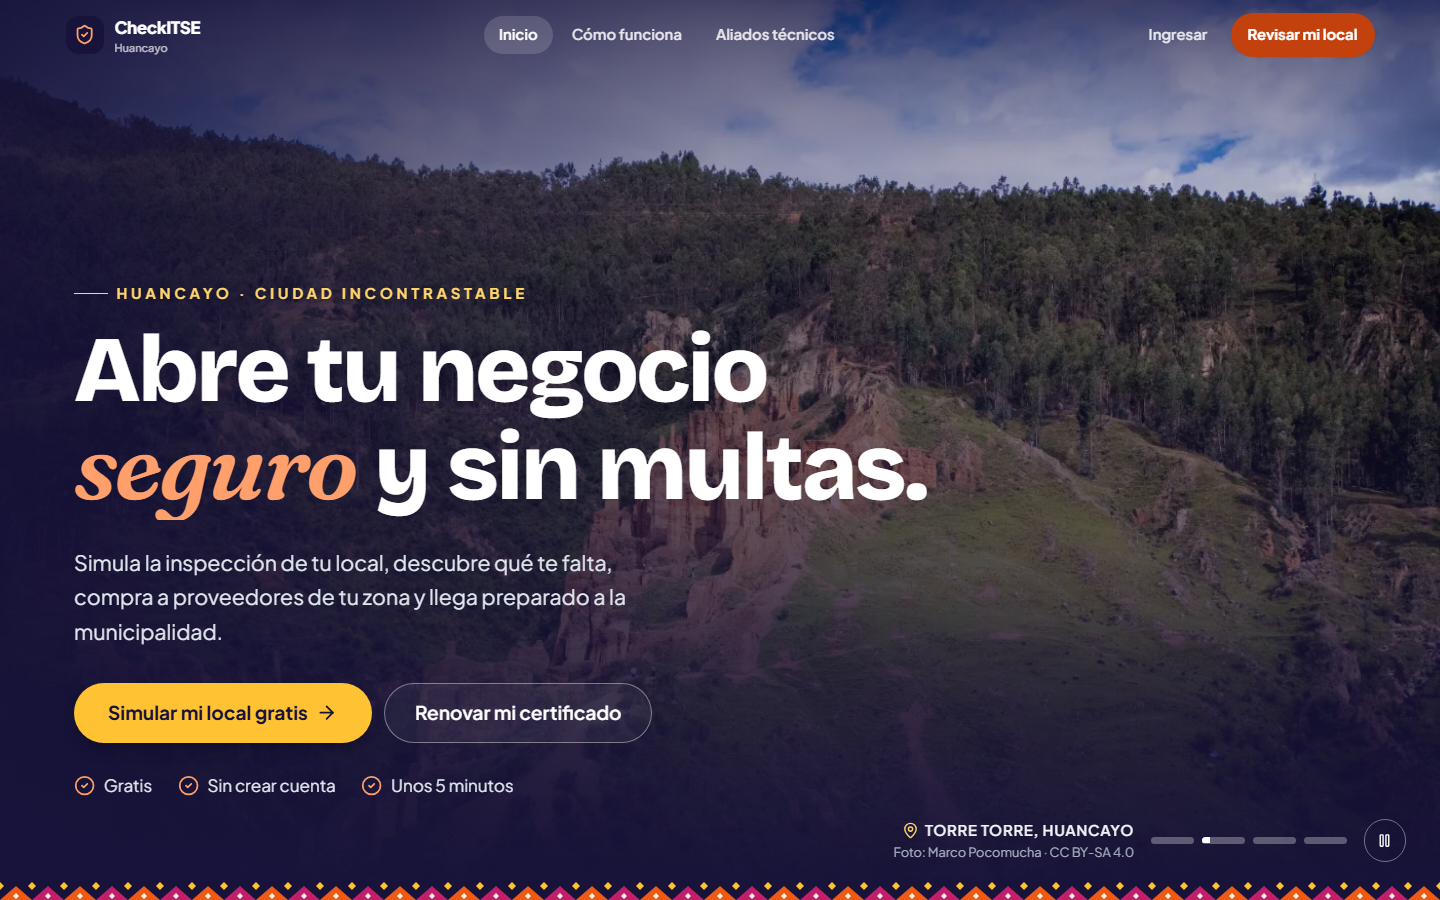 CheckITSE
Huancayo
Inicio
Cómo funciona
Aliados técnicos
Ingresar
Revisar mi local
HUANCAYO · CIUDAD INCONTRASTABLE
Abre tu negocio
seguro y sin multas.
Simula la inspección de tu local, descubre qué te falta,
compra a proveedores de tu zona y llega preparado a la
municipalidad.
Simular mi local gratis
Renovar mi certificado
Gratis
Sin crear cuenta
Unos 5 minutos
TORRE TORRE, HUANCAYO
Foto: Marco Pocomucha · CC BY-SA 4.0